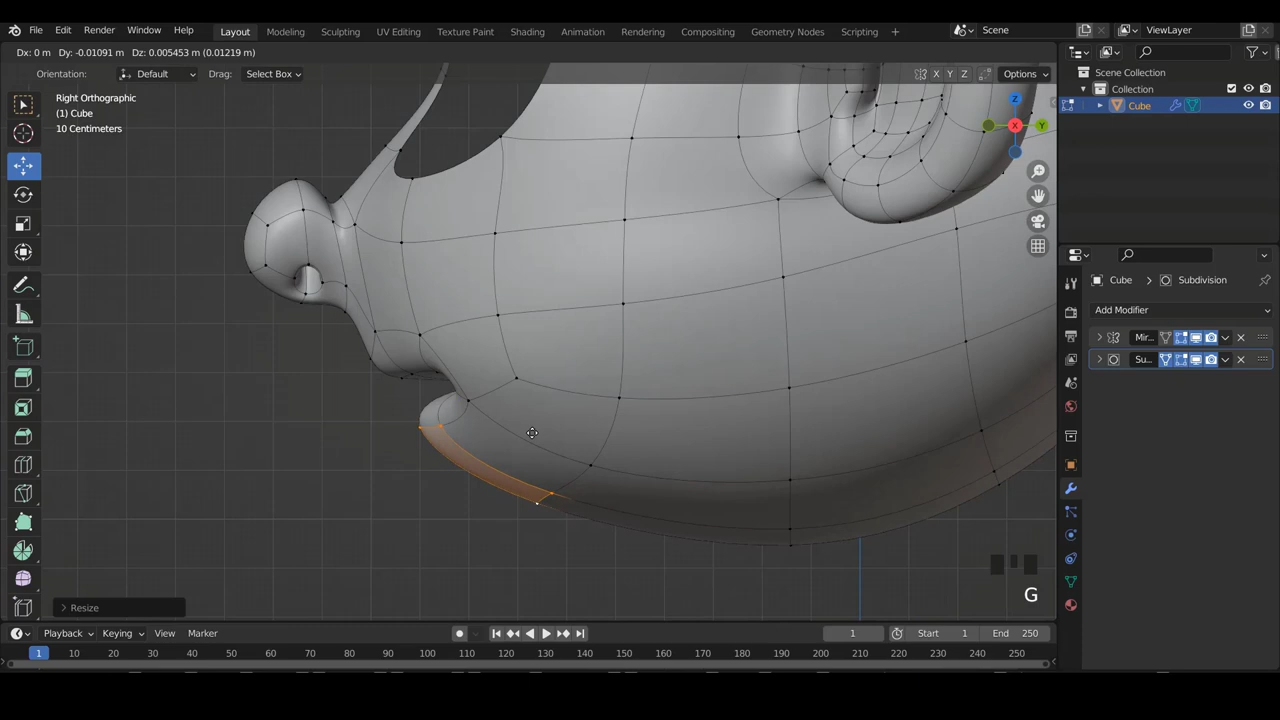 File Edit Render Window Help Layout Modeling Sculpting UV Editing Texture Paint Shading Animation Rendering Compositing Geometry Nodes Scripting + Scene ViewLayer
Dx: 0 m Dy: -0.01091 m Dz: 0.005453 m (0.01219 m)
Orientation: Default Drag: Select Box X Y Z Options
Scene Collection
Collection
Cube
Right Orthographic
(1) Cube
10 Centimeters
Z
X
Y
Cube > Subdivision
Add Modifier
Mir...
Su...
G
> Resize
Playback Keying View Marker 1 Start 1 End 250
1 10 20 30 40 50 60 70 80 90 100 110 120 130 140 150 160 170 180 190 200 210 220 230 240 250